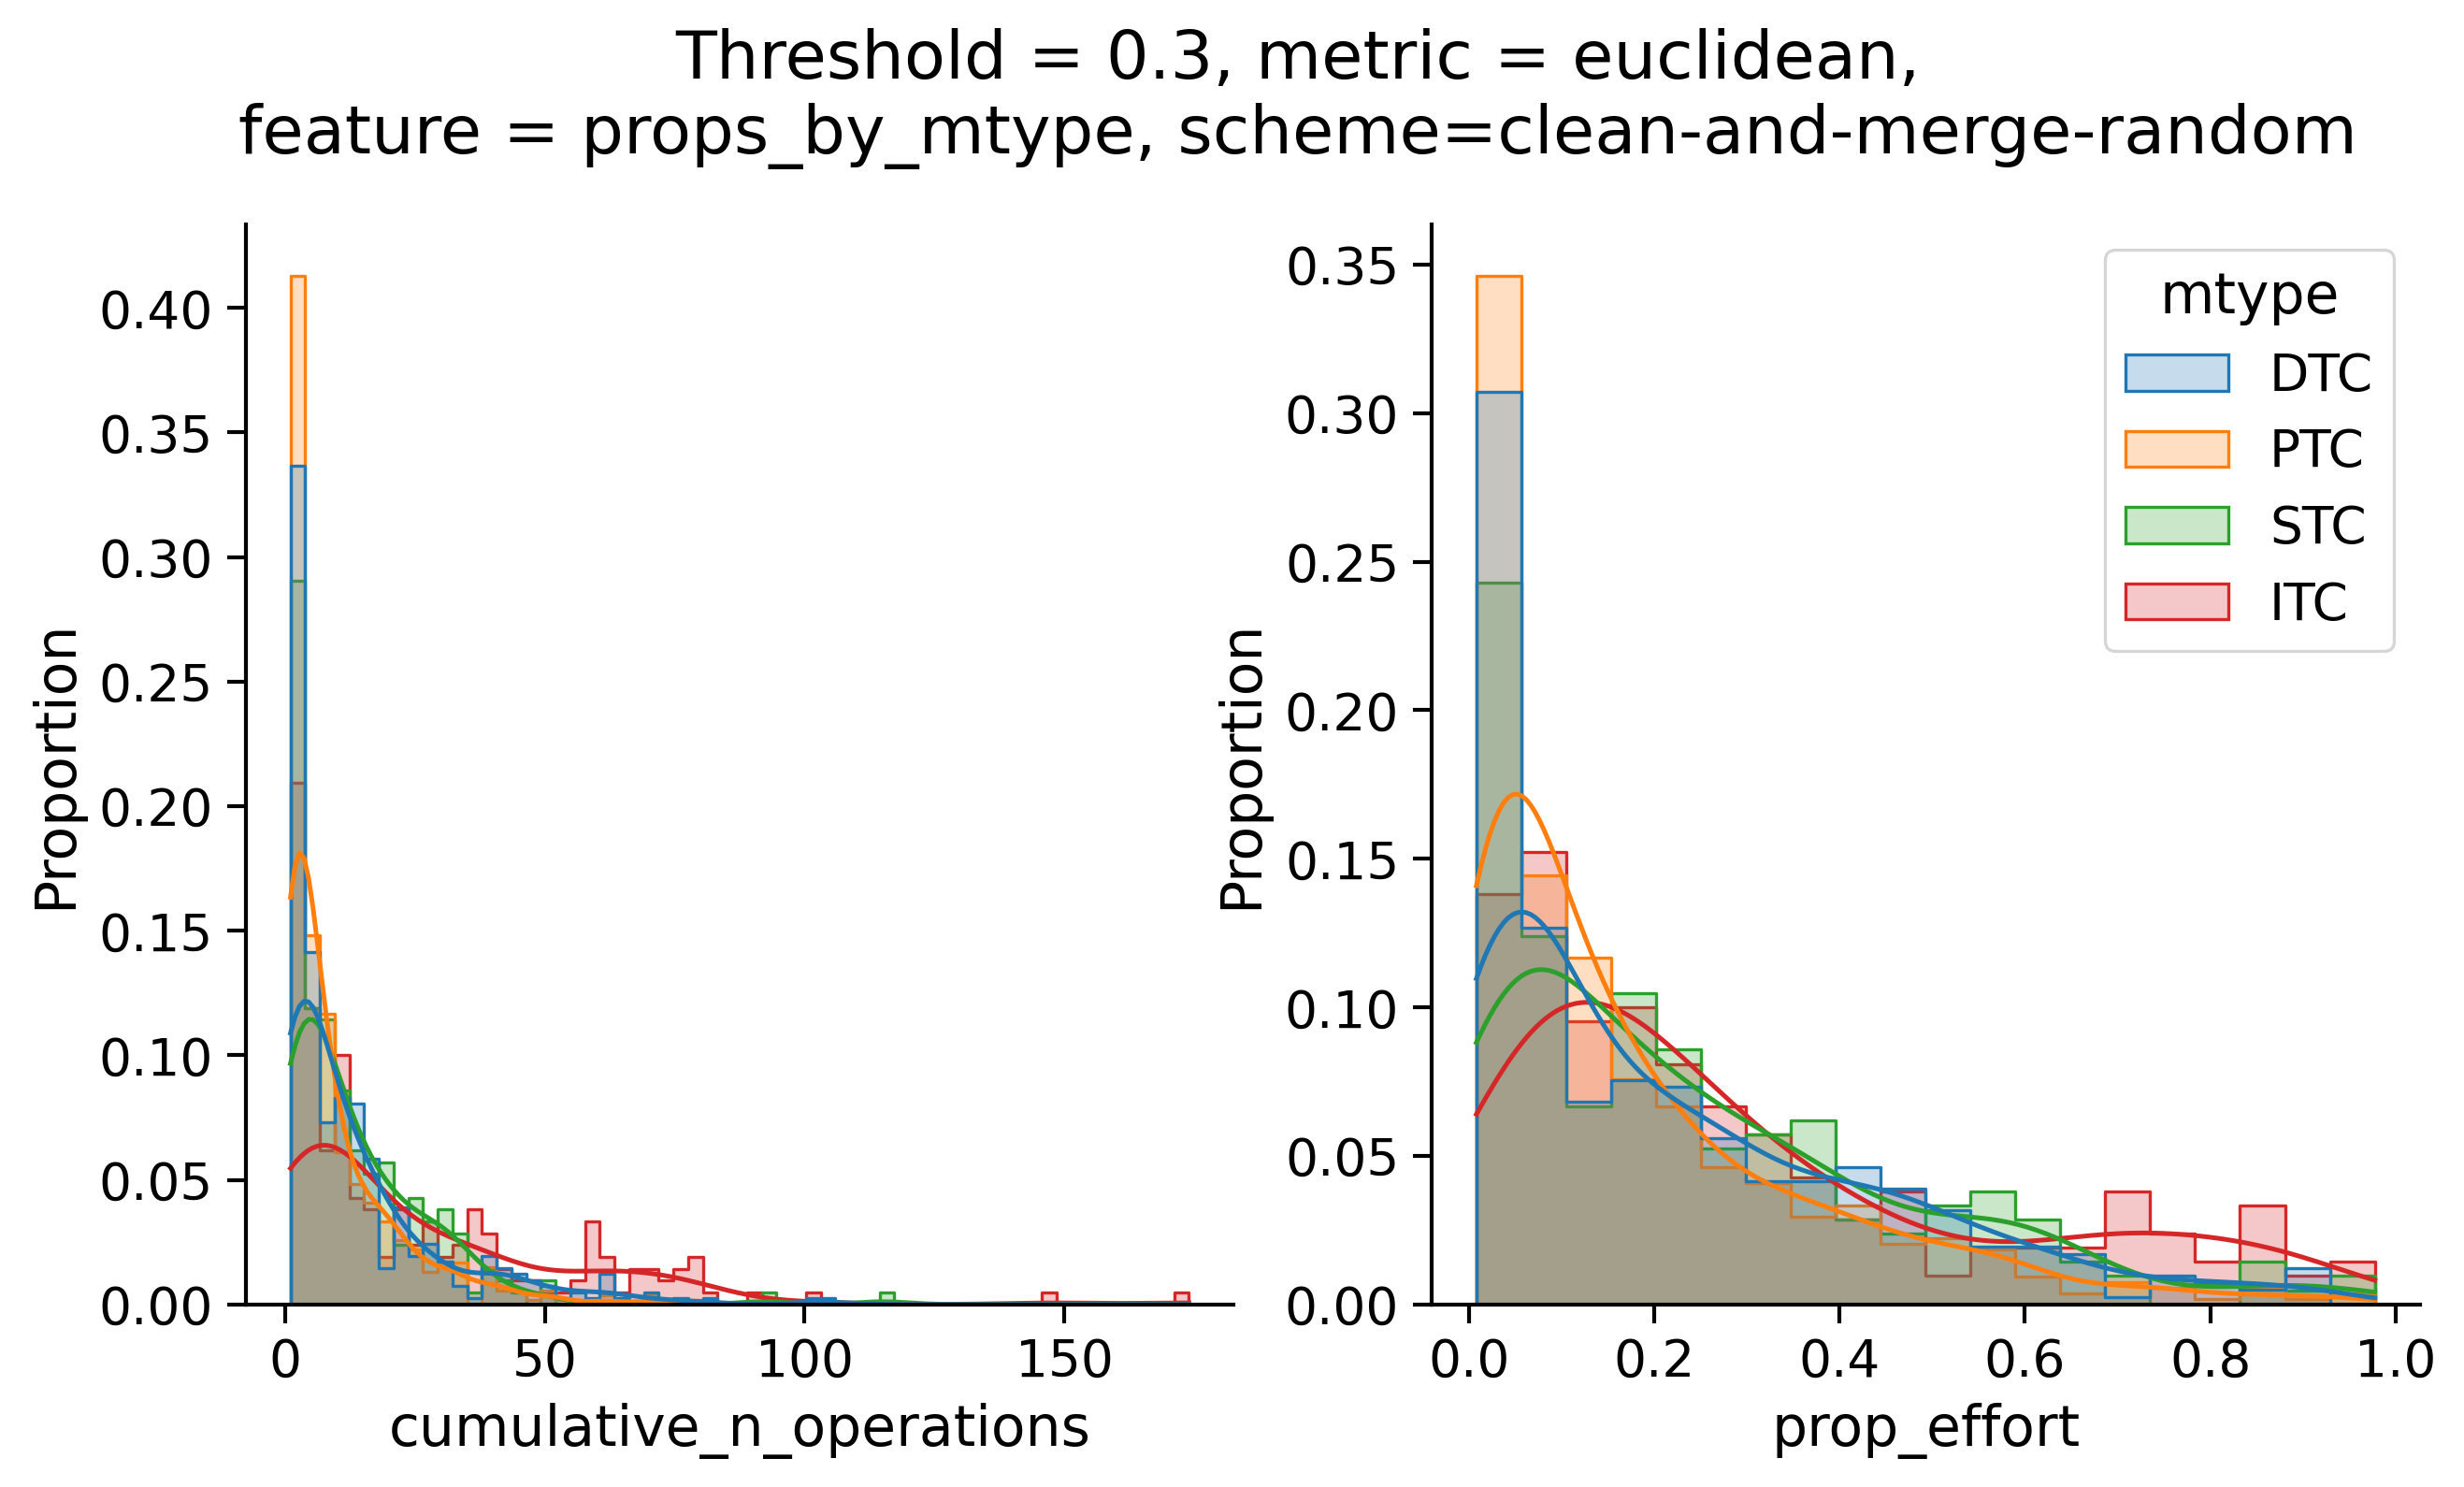 Threshold = 0.3, metric = euclidean,
feature = props_by_mtype, scheme=clean-and-merge-random
Proportion
0.40
0.35
0.30
0.25
0.20
0.15
0.10
0.05
0.00
0 50 100 150
cumulative_n_operations
Proportion
0.35
0.30
0.25
0.20
0.15
0.10
0.05
0.00
0.0 0.2 0.4 0.6 0.8 1.0
prop_effort
mtype
DTC
PTC
STC
ITC